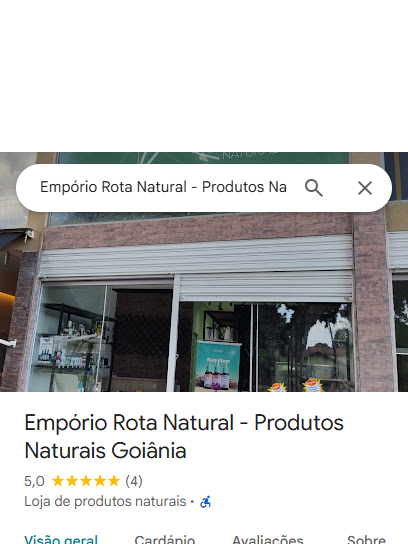 NATURAIS
Empório Rota Natural - Produtos Na
Empório Rota Natural - Produtos
Naturais Goiânia
5,0 (4)
Loja de produtos naturais ·
Visão geral Cardápio Avaliações Sobre